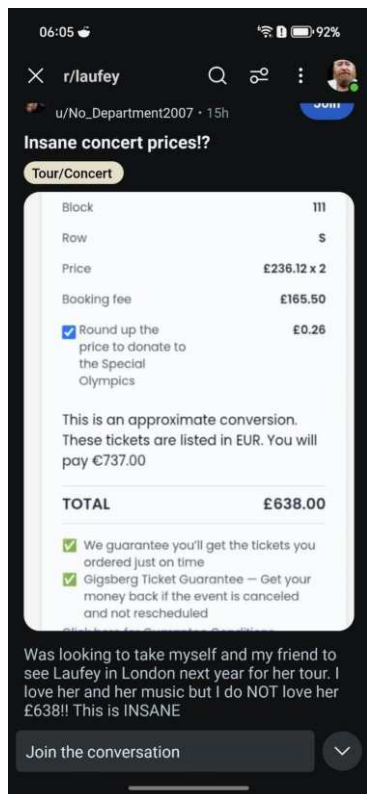 06:05
92%
r/laufey
u/No_Department2007 · 15h
Join
Insane concert prices!?
Tour/Concert
Block 111
Row S
Price £236.12 x 2
Booking fee £165.50
Round up the £0.26
price to donate to
the Special
Olympics
This is an approximate conversion.
These tickets are listed in EUR. You will
pay €737.00
TOTAL £638.00
We guarantee you'll get the tickets you
ordered just on time
Gigsberg Ticket Guarantee — Get your
money back if the event is canceled
and not rescheduled
Was looking to take myself and my friend to
see Laufey in London next year for her tour. I
love her and her music but I do NOT love her
£638!! This is INSANE
Join the conversation